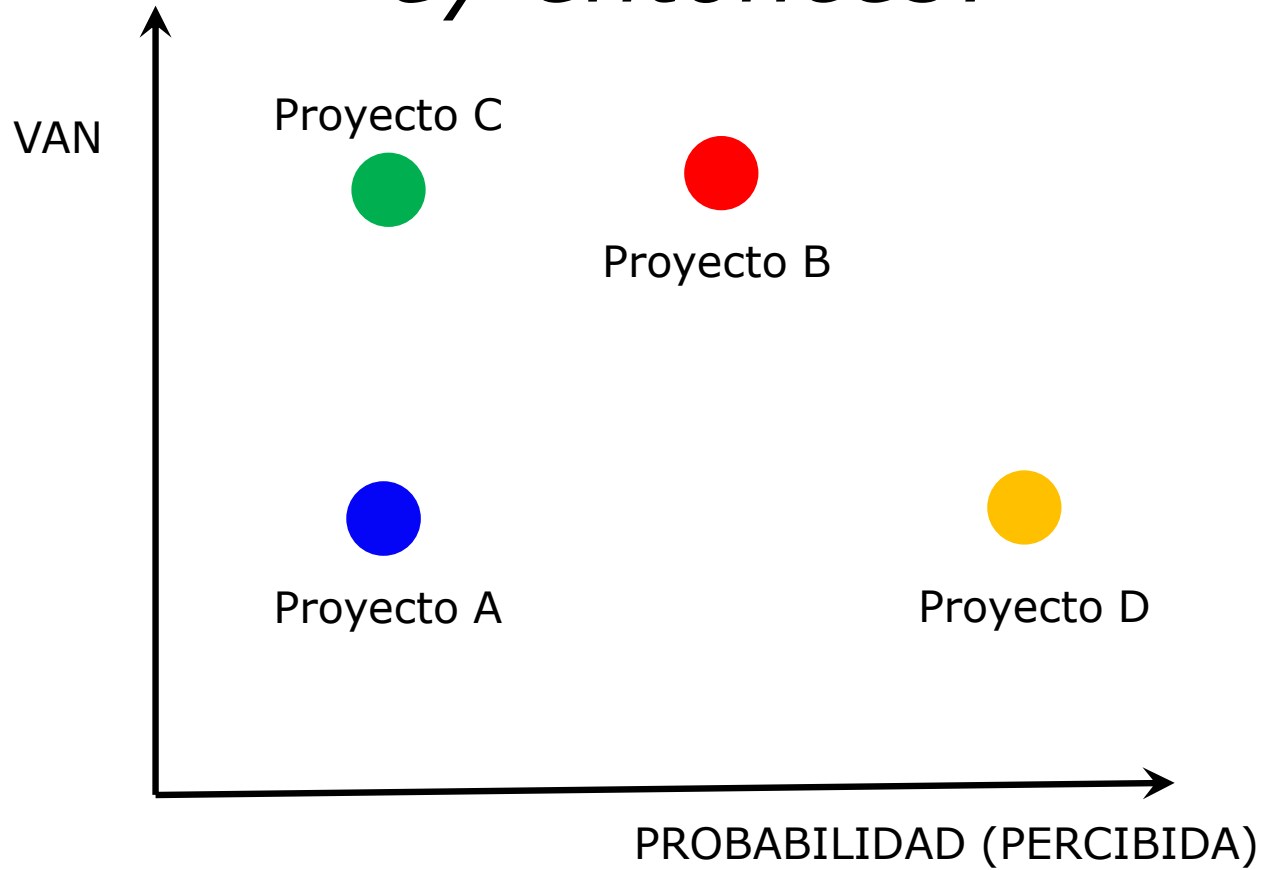 Proyecto C
VAN
Proyecto B
Proyecto A
Proyecto D
PROBABILIDAD (PERCIBIDA)